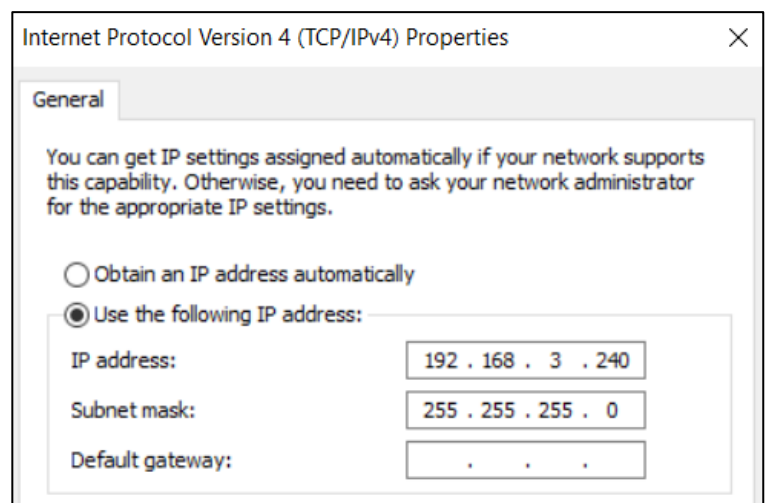 Internet Protocol Version 4 (TCP/IPv4) Properties
General
You can get IP settings assigned automatically if your network supports
this capability. Otherwise, you need to ask your network administrator
for the appropriate IP settings.
Obtain an IP address automatically
Use the following IP address:
IP address: 192 . 168 . 3 . 240
Subnet mask: 255 . 255 . 255 . 0
Default gateway: . . .